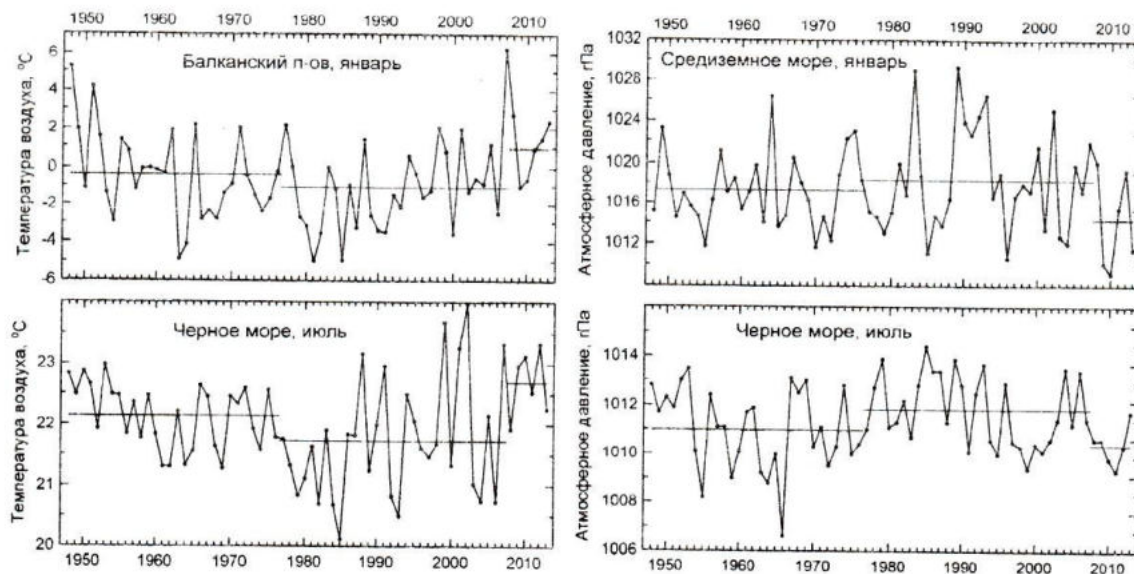 1950 1960 1970 1980 1990 2000 2010
Температура воздуха, °С
6
4
2
0
-2
-4
-6
Балканский п-ов, январь
1950 1960 1970 1980 1990 2000 2010
Атмосферное давление, гПа
1032
1028
1024
1020
1016
1012
Средиземное море, январь
Температура воздуха, °С
23
22
21
20
Черное море, июль
1950 1960 1970 1980 1990 2000 2010
Атмосферное давление, гПа
1014
1012
1010
1008
1006
Черное море, июль
1950 1960 1970 1980 1990 2000 2010